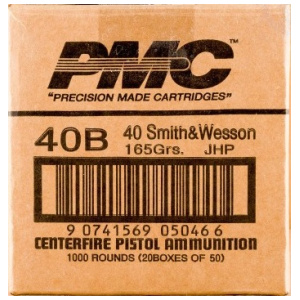 PMC™
"PRECISION MADE CARTRIDGES"
40B 40 Smith&Wesson
165Grs. JHP
9 0741569 05046 6
CENTERFIRE PISTOL AMMUNITION
1000 ROUNDS (20BOXES OF 50)